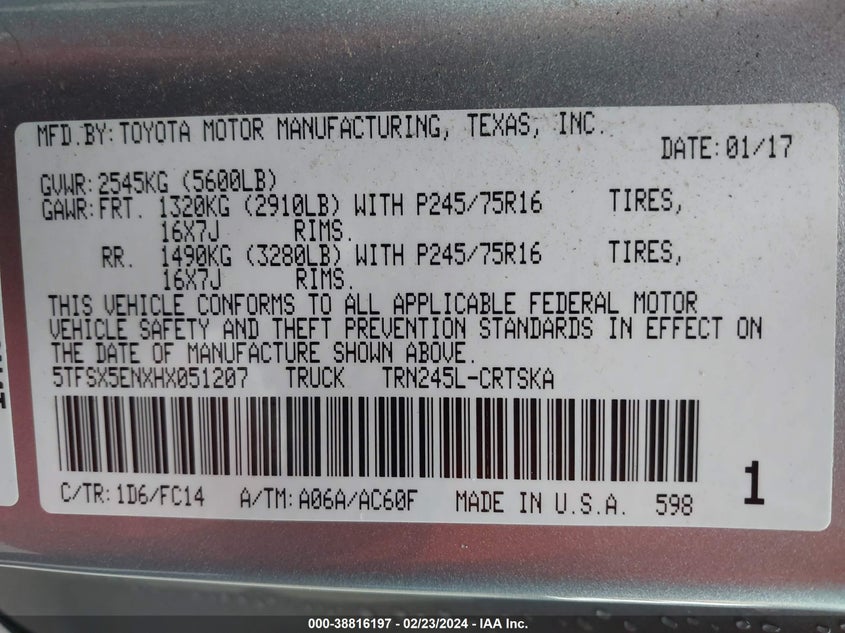 MFD.BY: TOYOTA MOTOR MANUFACTURING, TEXAS, INC.
DATE: 01/17
GVWR: 2545KG (5600LB)
GAWR: FRT. 1320KG (2910LB) WITH P245/75R16 TIRES,
16X7J RIMS.
RR. 1490KG (3280LB) WITH P245/75R16 TIRES,
16X7J RIMS.
THIS VEHICLE CONFORMS TO ALL APPLICABLE FEDERAL MOTOR
VEHICLE SAFETY AND THEFT PREVENTION STANDARDS IN EFFECT ON
THE DATE OF MANUFACTURE SHOWN ABOVE.
5TFSX5ENXHX051207 TRUCK TRN245L-CRTSKA
C/TR: 1D6/FC14 A/TM: A06A/AC60F MADE IN U.S.A. 598
1
000-38816197 - 02/23/2024 - IAA Inc.